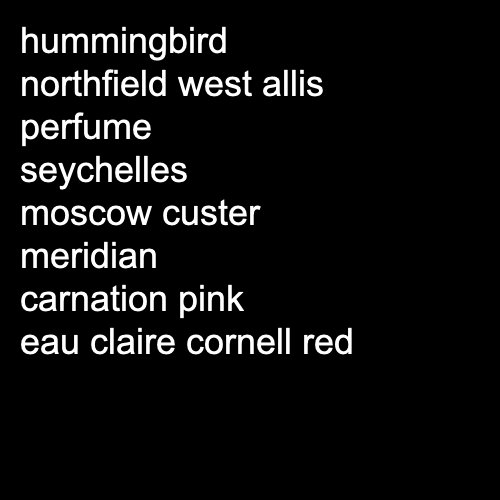 hummingbird
northfield west allis
perfume
seychelles
moscow custer
meridian
carnation pink
eau claire cornell red